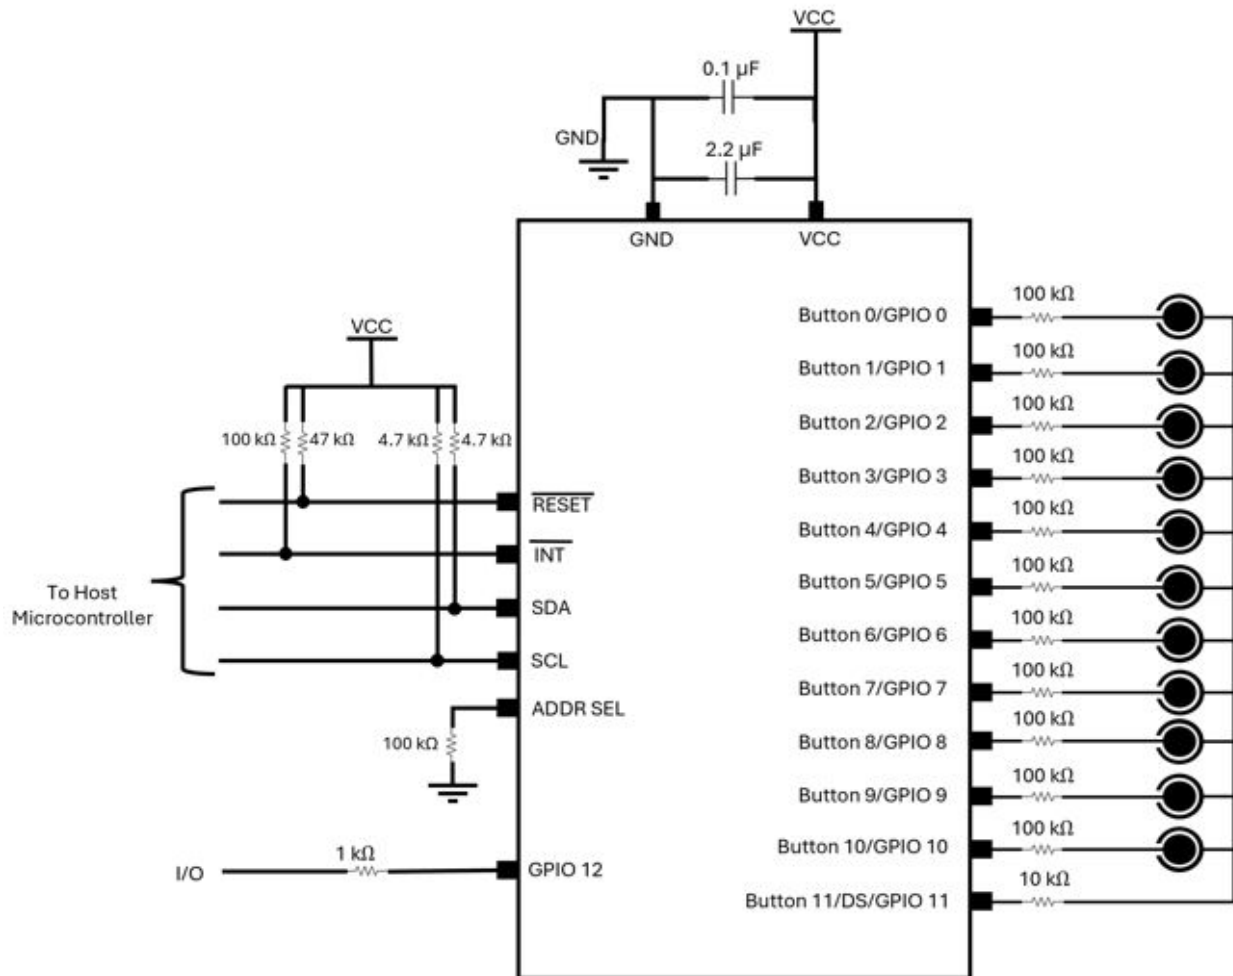 VCC
0.1 µF
GND
2.2 µF
GND
VCC
VCC
100 kΩ
47 kΩ
4.7 kΩ
4.7 kΩ
RESET
INT
SDA
SCL
ADDR SEL
To Host
Microcontroller
100 kΩ
I/O
1 kΩ
GPIO 12
Button 0/GPIO 0
100 kΩ
Button 1/GPIO 1
100 kΩ
Button 2/GPIO 2
100 kΩ
Button 3/GPIO 3
100 kΩ
Button 4/GPIO 4
100 kΩ
Button 5/GPIO 5
100 kΩ
Button 6/GPIO 6
100 kΩ
Button 7/GPIO 7
100 kΩ
Button 8/GPIO 8
100 kΩ
Button 9/GPIO 9
100 kΩ
Button 10/GPIO 10
100 kΩ
Button 11/DS/GPIO 11
10 kΩ